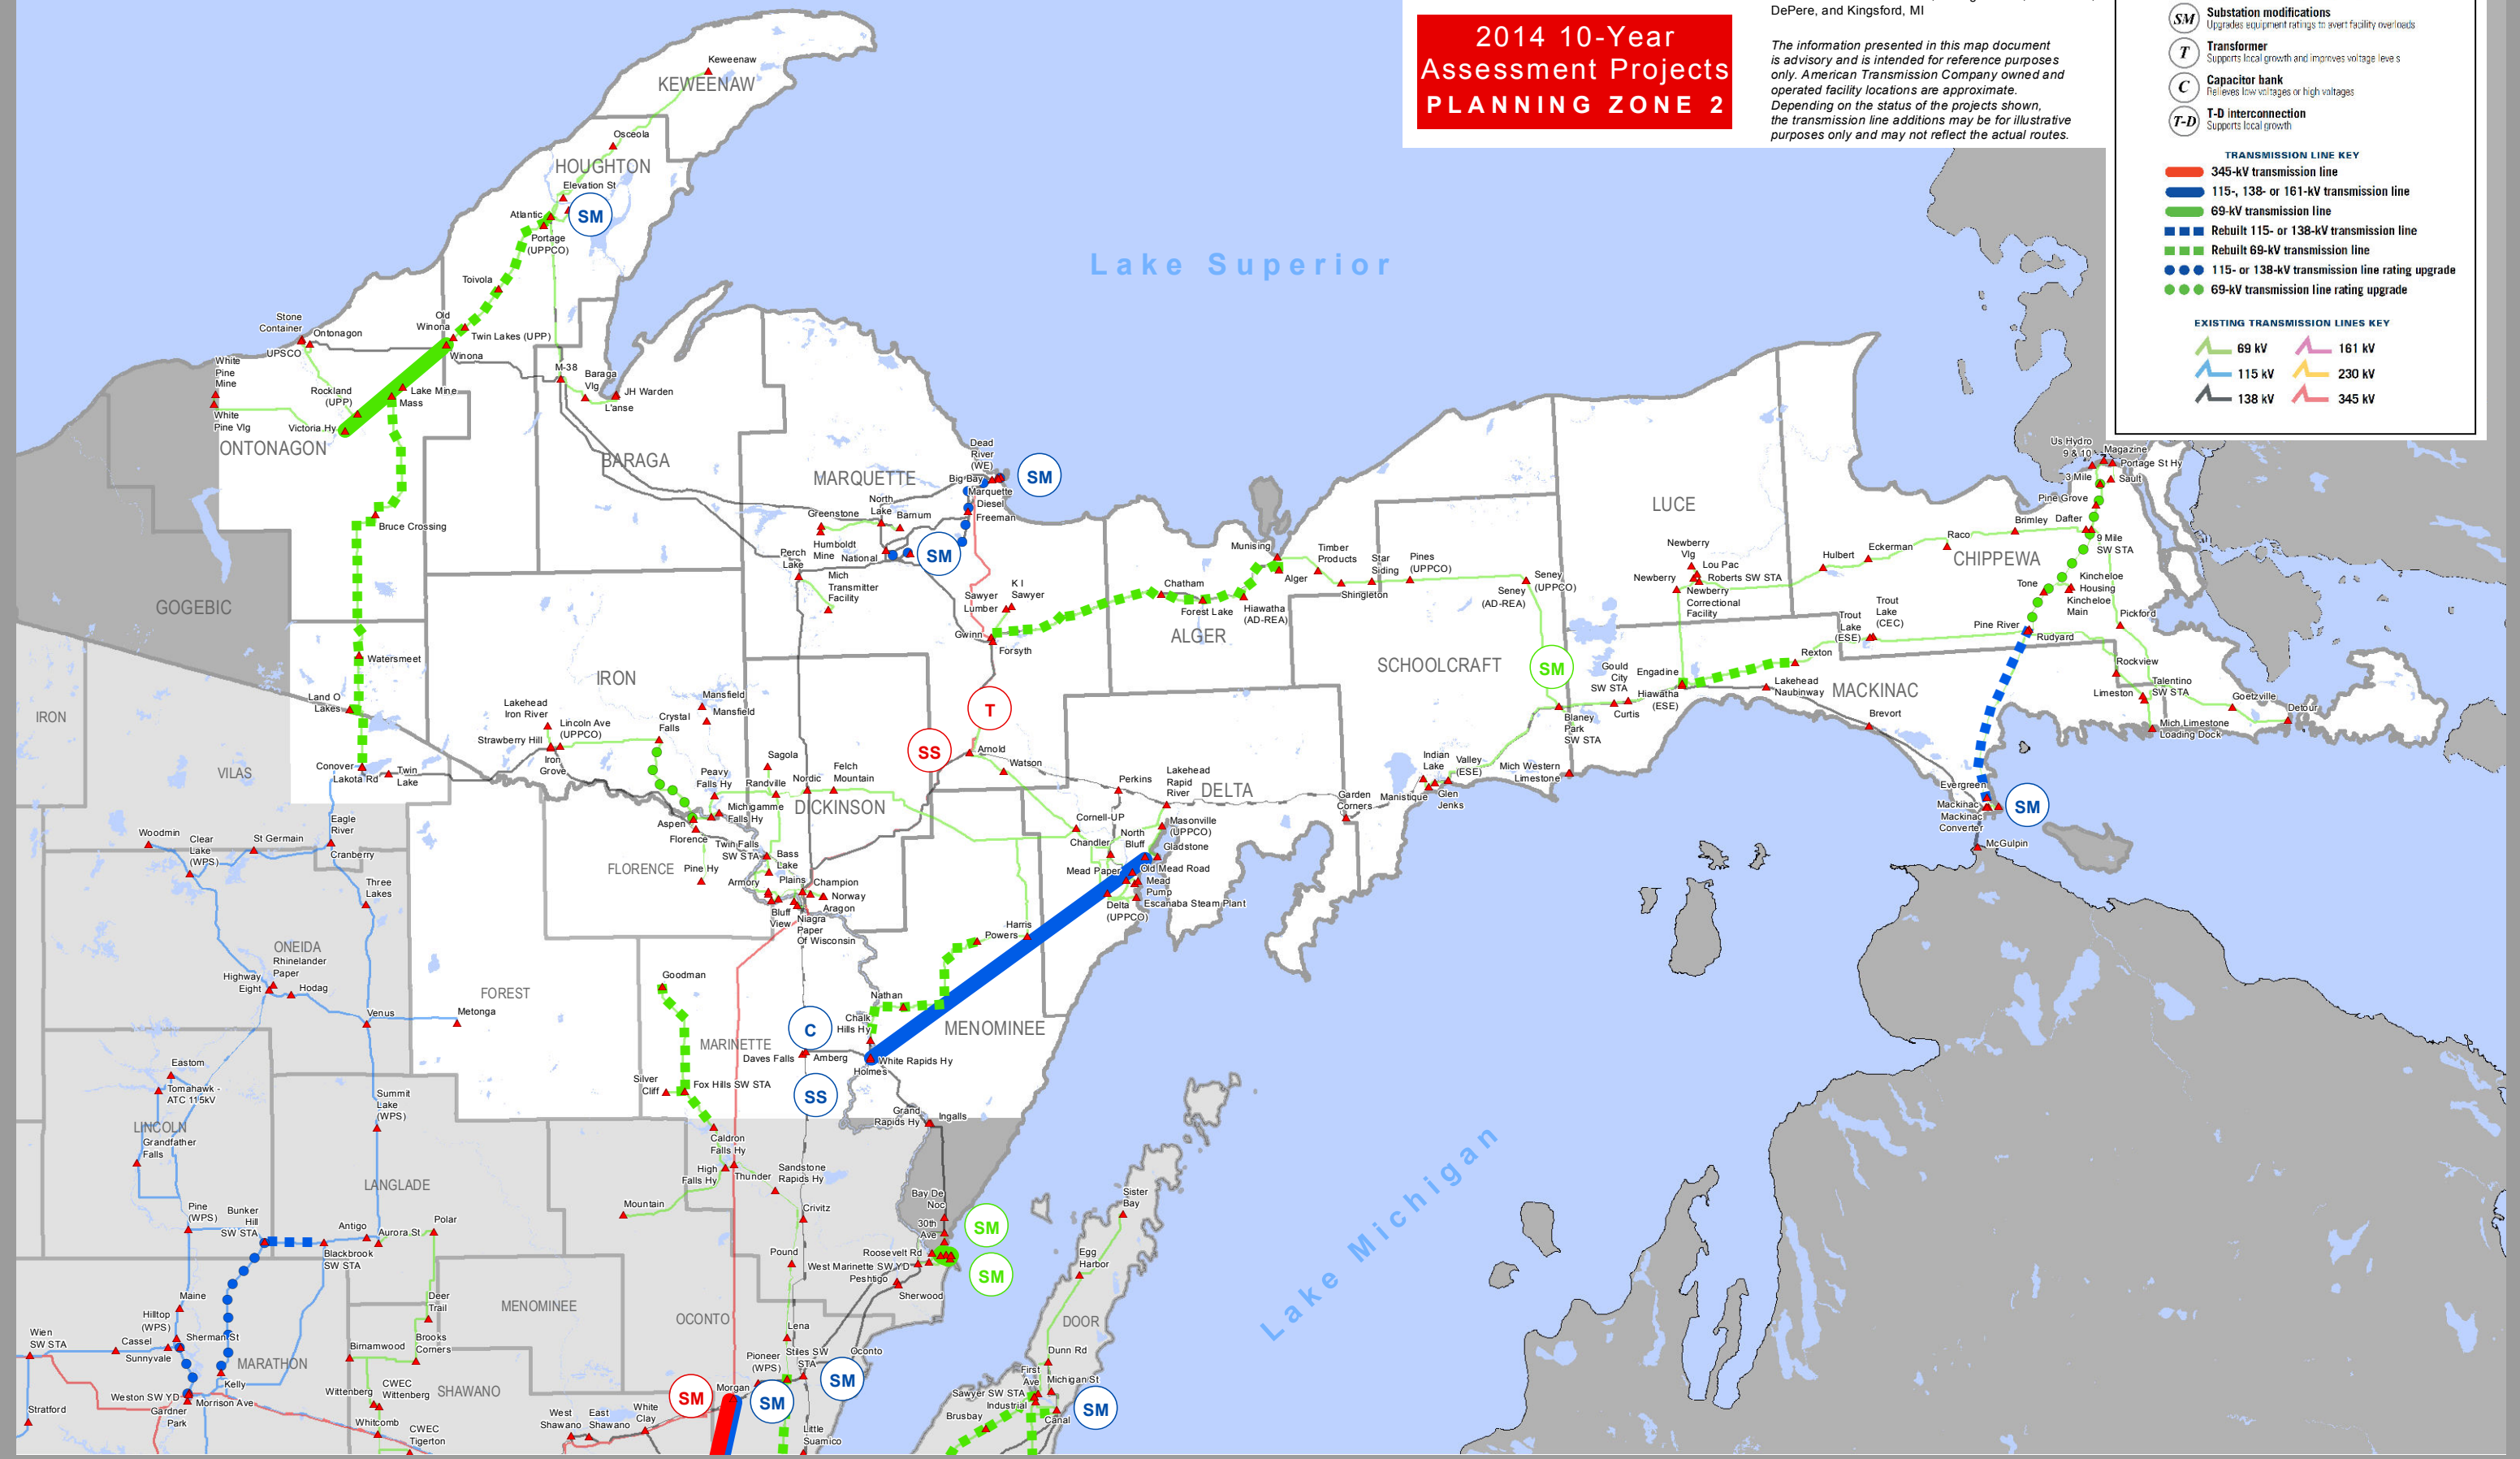 2014 10-Year
Assessment Projects
PLANNING ZONE 2
DePere, and Kingsford, MI
The information presented in this map document
is advisory and is intended for reference purposes
only. American Transmission Company owned and
operated facility locations are approximate.
Depending on the status of the projects shown,
the transmission line additions may be for illustrative
purposes only and may not reflect the actual routes.
SM Substation modifications
Upgrades equipment ratings to avert facility overloads
T Transformer
Supports local growth and improves voltage levels
C Capacitor bank
Relieves low voltages or high voltages
T-D T-D interconnection
Supports local growth
TRANSMISSION LINE KEY
345-kV transmission line
115-, 138- or 161-kV transmission line
69-kV transmission line
Rebuilt 115- or 138-kV transmission line
Rebuilt 69-kV transmission line
115- or 138-kV transmission line rating upgrade
69-kV transmission line rating upgrade
EXISTING TRANSMISSION LINES KEY
69 kV
161 kV
115 kV
230 kV
138 kV
345 kV
Lake Superior
Lake Michigan
Keweenaw
KEWEENAW
Osceola
HOUGHTON
Elevation St
Atlantic
SM
Portage
(UPPCO)
Toivola
Old
Winona
Twin Lakes (UPP)
Winona
Stone
Container
Ontonagon
UPSCO
White
Pine
Mine
White
Pine Vlg
Rockland
(UPP)
Lake Mine
Mass
Victoria Hy
ONTONAGON
M-38
Baraga
Vlg
JH Warden
L'anse
BARAGA
Bruce Crossing
GOGEBIC
Watersmeet
Land O
Lakes
Conover
Lakota Rd
Twin
Lake
MARQUETTE
Dead
River
(WE)
Big Bay
Marquette
Diesel
Freeman
SM
North
Lake
Barnum
Greenstone
Humboldt
Mine
National
SM
Perch
Lake
Mich
Transmitter
Facility
K I
Sawyer
Sawyer
Lumber
Gwinn
Forsyth
Munising
Alger
Timber
Products
Shingleton
Star
Siding
Pines
(UPPCO)
Seney
(UPPCO)
Seney
(AD-REA)
Chatham
Forest Lake
Hiawatha
(AD-REA)
ALGER
SCHOOLCRAFT
SM
LUCE
Newberry
Vlg
Lou Pac
Roberts SW STA
Newberry
Newberry
Correctional
Facility
Hulbert
Eckerman
Raco
Brimley
Dafter
CHIPPEWA
Us Hydro
9 & 10
Magazine
Portage St Hy
3 Mile
Sault
Pine Grove
9 Mile
SW STA
Tone
Kincheloe
Housing
Kincheloe
Main
Pickford
Pine River
Rudyard
Trout
Lake
(ESE)
Trout
Lake
(CEC)
Rexton
Rockview
Talentino
SW STA
Limeston
Goetzville
Detour
Mich Limestone
Loading Dock
Gould
City
SW STA
Engadine
Hiawatha
(ESE)
Curtis
Lakehead
Naubinway
MACKINAC
Brevort
Blaney
Park
SW STA
Evergreen
Mackinac
Mackinac
Converter
SM
McGulpin
Indian
Lake
Valley
(ESE)
Mich Western
Limestone
Manistique
Glen
Jenks
Garden
Corners
IRON
Lakehead
Iron River
Lincoln Ave
(UPPCO)
Strawberry Hill
Iron
Grove
Crystal
Falls
Mansfield
Mansfield
Peavy
Falls Hy
Michigamme
Falls Hy
Aspen
Florence
Sagola
Randville
Nordic
Felch
Mountain
DICKINSON
Twin Falls
SW STA
Bass
Lake
Armory
Plains
Champion
Norway
Aragon
Bluff
View
Niagra
Paper
Of Wisconsin
T
SS
Arnold
Watson
Perkins
Lakehead
Rapid
River
DELTA
Cornell-UP
Chandler
North
Bluff
Masonville
(UPPCO)
Gladstone
Mead Paper
Old Mead Road
Mead
Pump
Escanaba Steam Plant
Delta
(UPPCO)
Harris
Powers
Nathan
Chalk
Hills Hy
White Rapids Hy
Holmes
MENOMINEE
C
Daves Falls
Amberg
SS
Grand
Rapids Hy
Ingalls
FLORENCE
Pine Hy
Goodman
MARINETTE
Silver
Cliff
Fox Hills SW STA
Caldron
Falls Hy
High
Falls Hy
Thunder
Sandstone
Rapids Hy
Mountain
Crivitz
Pound
Bay De
Noc
30th
Ave
Roosevelt Rd
West Marinette SW YD
Peshtigo
Sherwood
SM
SM
IRON
VILAS
Woodmin
Clear
Lake
(WPS)
St Germain
Eagle
River
Cranberry
Three
Lakes
ONEIDA
Rhinelander
Paper
Highway
Eight
Hodag
FOREST
Venus
Metonga
Eastom
Tomahawk -
ATC 115kV
LINCOLN
Grandfather
Falls
Summit
Lake
(WPS)
LANGLADE
Pine
(WPS)
Bunker
Hill
SW STA
Antigo
Aurora St
Polar
Blackbrook
SW STA
Maine
Hilltop
(WPS)
Sherman St
Wien
SW STA
Cassel
Sunnyvale
MARATHON
Kelly
Weston SW YD
Morrison Ave
Gardner
Park
Stratford
Deer
Trail
Brooks
Corners
Birnamwood
CWEC
Wittenberg
Wittenberg
SHAWANO
Whitcomb
CWEC
Tigerton
MENOMINEE
West
Shawano
East
Shawano
White
Clay
OCONTO
Lena
Pioneer
(WPS)
Stiles SW
STA
Oconto
SM
Morgan
SM
SM
Little
Suamico
Sister
Bay
Egg
Harbor
DOOR
Dunn Rd
First
Ave
Michigan St
Sawyer SW STA
Industrial
Brusbay
Canal
SM